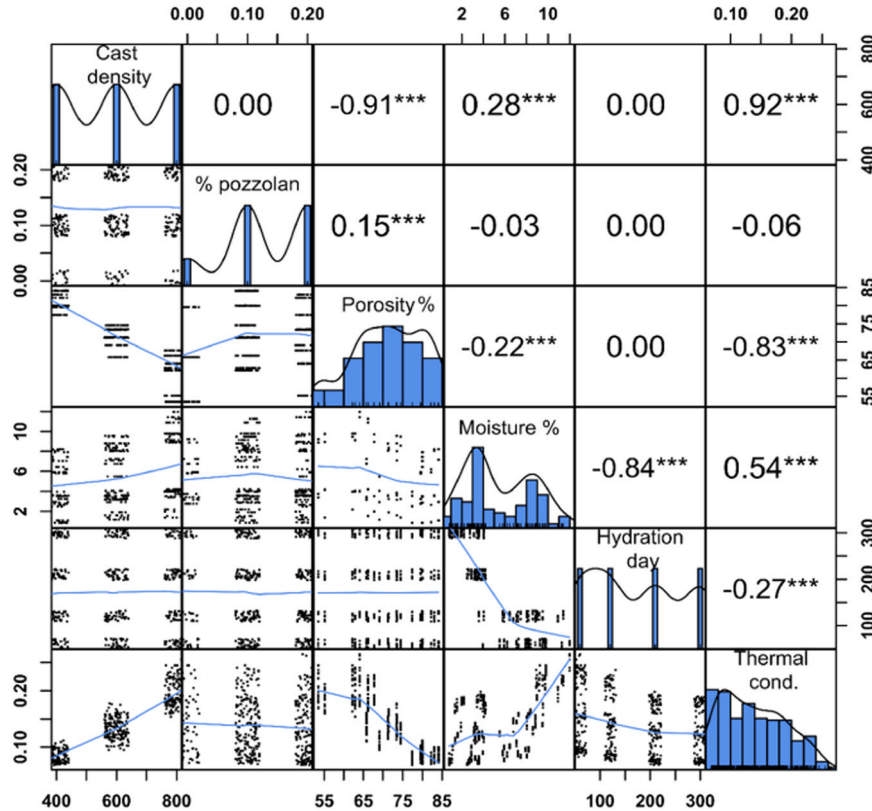 0.00 0.10 0.20
2 6 10
0.10 0.20
Cast
density
0.00
-0.91***
0.28***
0.00
0.92***
400 600 800
0.00 0.10 0.20
% pozzolan
0.15***
-0.03
0.00
-0.06
Porosity %
-0.22***
0.00
-0.83***
55 65 75 85
2 6 10
Moisture %
-0.84***
0.54***
Hydration
day
-0.27***
100 200 300
0.10 0.20
Thermal
cond.
400 600 800
55 65 75 85
100 200 300